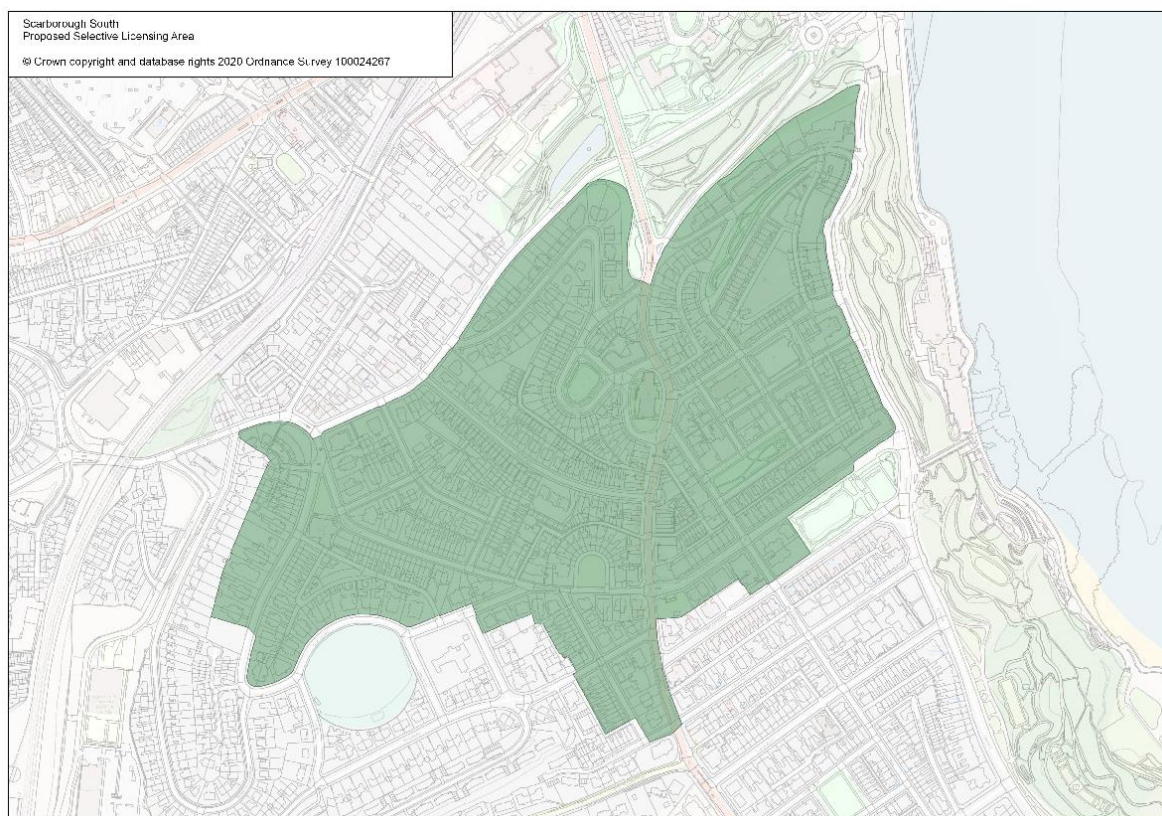 Scarborough South
Proposed Selective Licensing Area
© Crown copyright and database rights 2020 Ordnance Survey 100024267